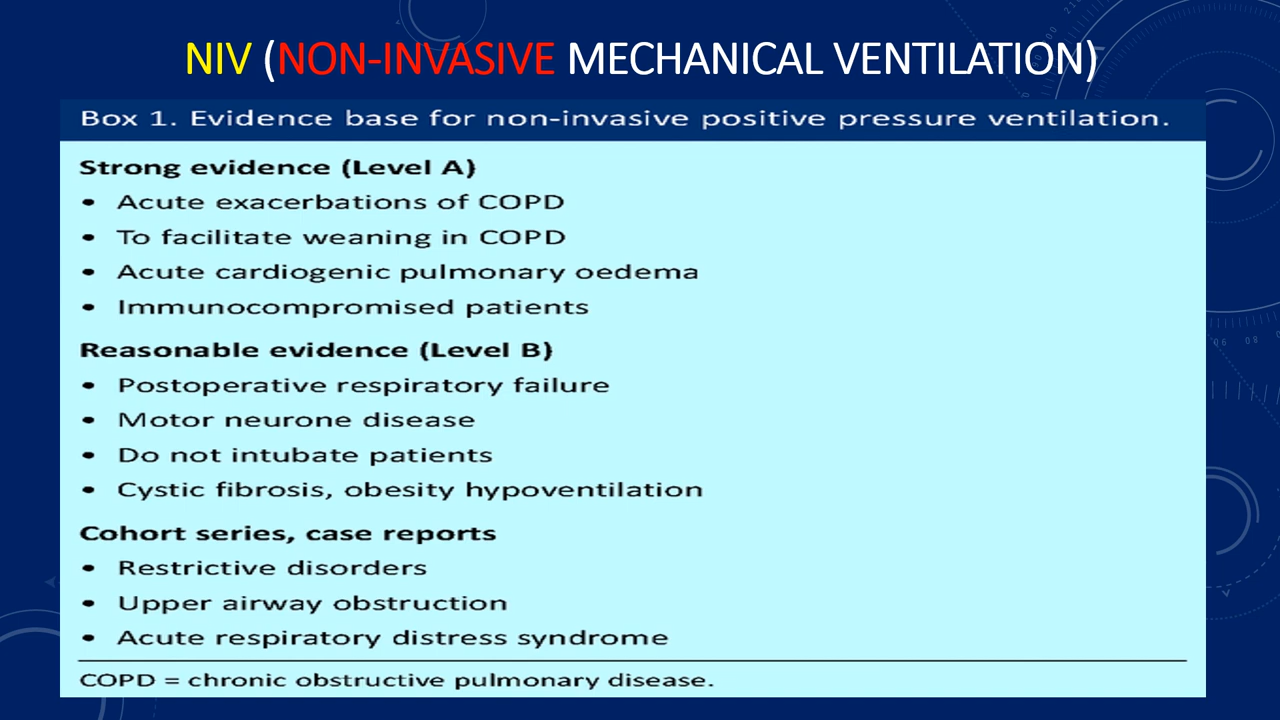 NIV (NON-INVASIVE MECHANICAL VENTILATION)
Box 1. Evidence base for non-invasive positive pressure ventilation.
Strong evidence (Level A)
• Acute exacerbations of COPD
• To facilitate weaning in COPD
• Acute cardiogenic pulmonary oedema
• Immunocompromised patients
Reasonable evidence (Level B)
• Postoperative respiratory failure
• Motor neurone disease
• Do not intubate patients
• Cystic fibrosis, obesity hypoventilation
Cohort series, case reports
• Restrictive disorders
• Upper airway obstruction
• Acute respiratory distress syndrome
COPD = chronic obstructive pulmonary disease.